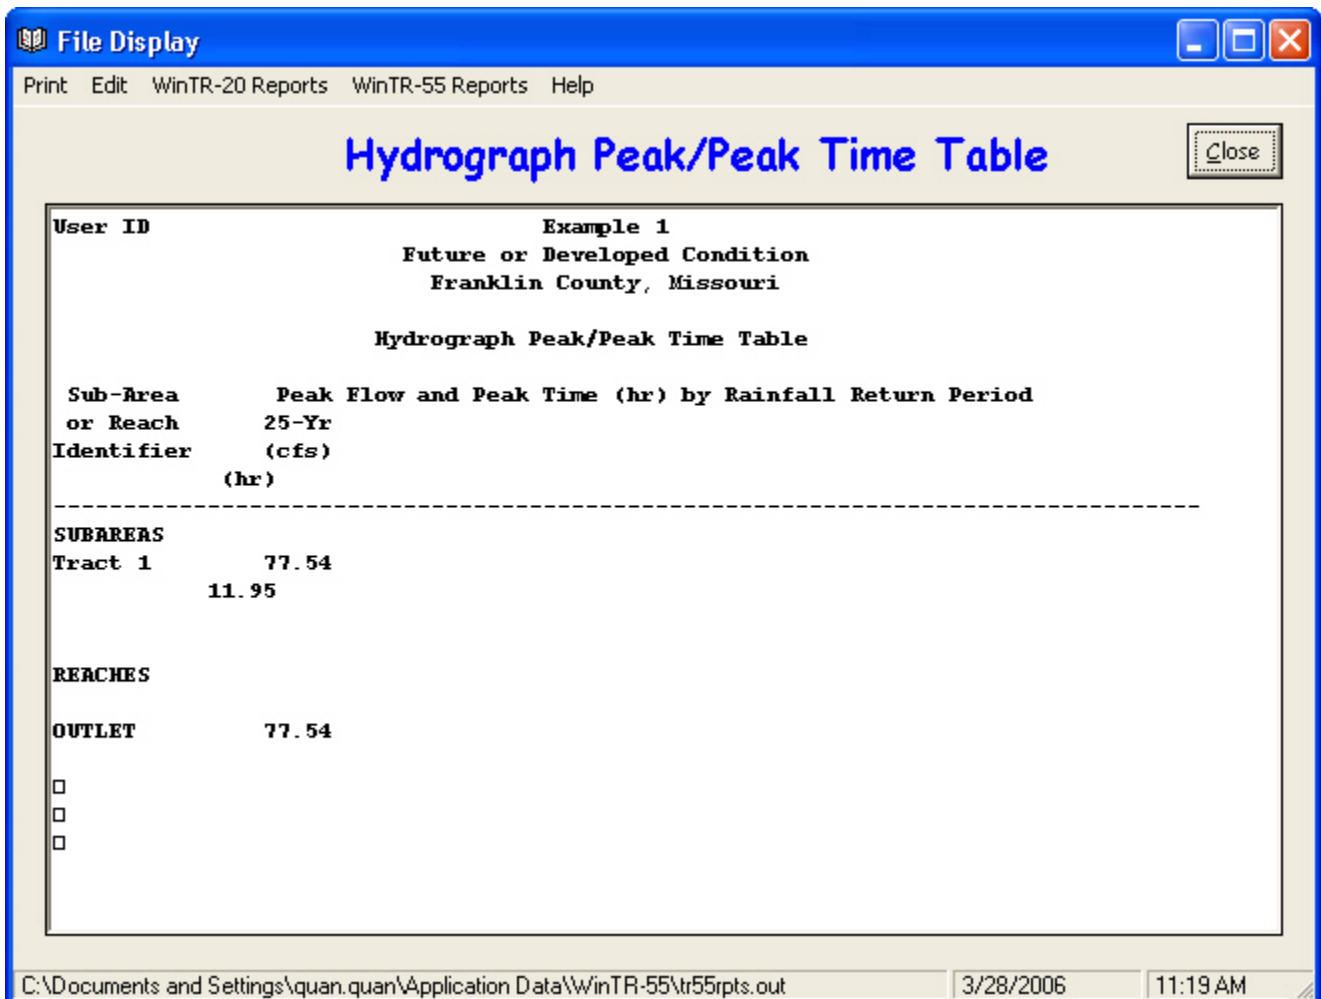 File Display
Print Edit WinTR-20 Reports WinTR-55 Reports Help
Hydrograph Peak/Peak Time Table
Close
User ID Example 1
Future or Developed Condition
Franklin County, Missouri
Hydrograph Peak/Peak Time Table
Sub-Area Peak Flow and Peak Time (hr) by Rainfall Return Period
or Reach 25-Yr
Identifier (cfs)
(hr)
--------------------------------------------------------------------------------
SUBAREAS
Tract 1 77.54
11.95
REACHES
OUTLET 77.54
C:\Documents and Settings\quan.quan\Application Data\WinTR-55\tr55rpts.out 3/28/2006 11:19 AM